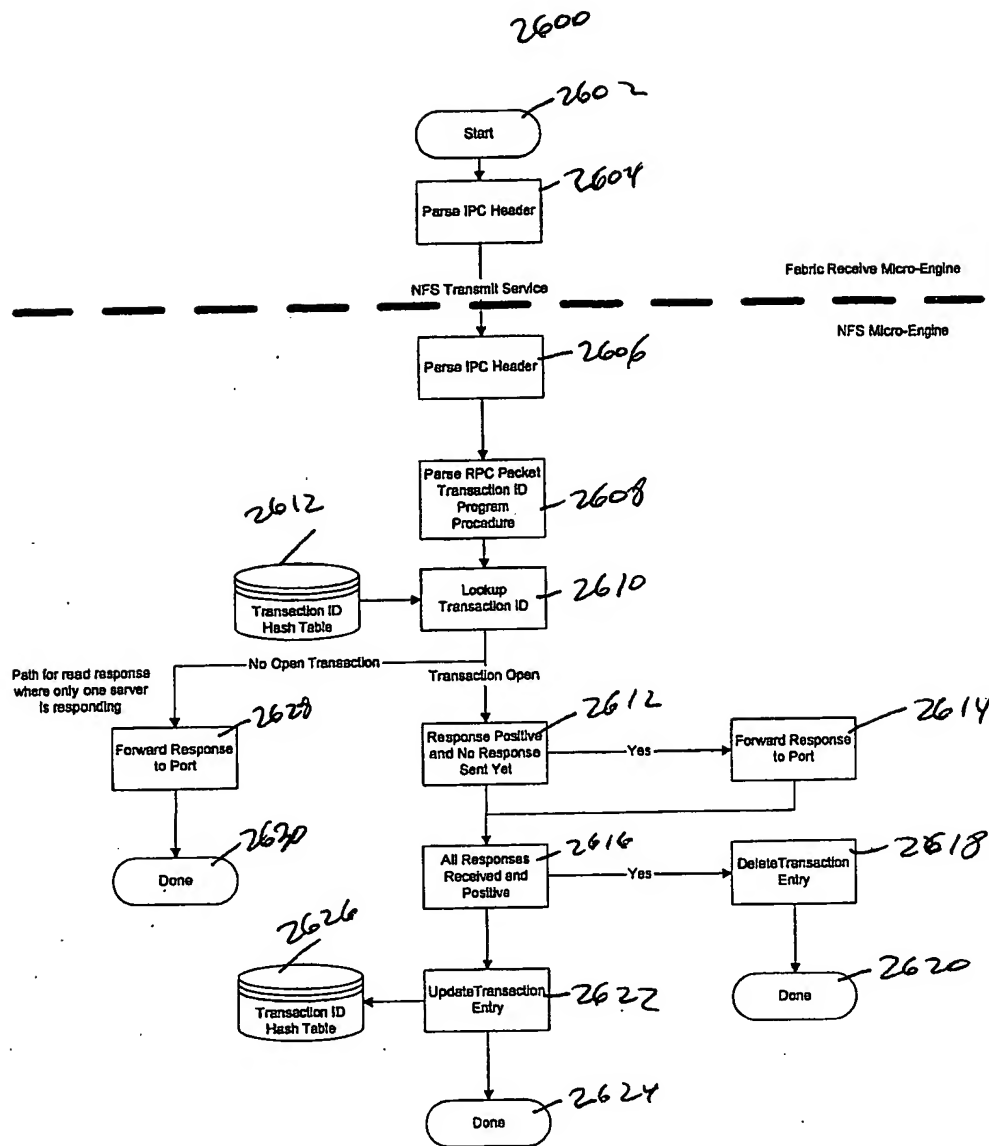 2600
2602
Start
2604
Parse IPC Header
Fabric Receive Micro-Engine
NFS Transmit Service
NFS Micro-Engine
2606
Parse IPC Header
Parse RPC Packet
Transaction ID
Program
Procedure
2608
2612
Lookup
Transaction ID
2610
Transaction ID
Hash Table
No Open Transaction
Transaction Open
Path for read response
where only one server
is responding
2628
Forward Response
to Port
2612
Response Positive
and No Response
Sent Yet
Yes
2614
Forward Response
to Port
2630
Done
2616
All Responses
Received and
Positive
Yes
2618
DeleteTransaction
Entry
2626
Transaction ID
Hash Table
UpdateTransaction
Entry
2622
2620
Done
2624
Done